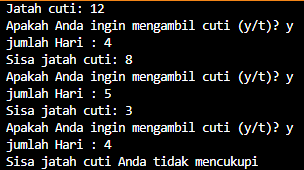 Jatah cuti: 12
Apakah Anda ingin mengambil cuti (y/t)? y
jumlah Hari : 4
Sisa jatah cuti: 8
Apakah Anda ingin mengambil cuti (y/t)? y
jumlah Hari : 5
Sisa jatah cuti: 3
Apakah Anda ingin mengambil cuti (y/t)? y
jumlah Hari : 4
Sisa jatah cuti Anda tidak mencukupi